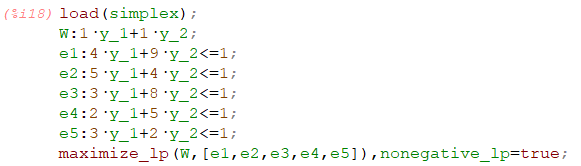 (%i18) load(simplex);
W:1·y_1+1·y_2;
e1:4·y_1+9·y_2<=1;
e2:5·y_1+4·y_2<=1;
e3:3·y_1+8·y_2<=1;
e4:2·y_1+5·y_2<=1;
e5:3·y_1+2·y_2<=1;
maximize_lp(W,[e1,e2,e3,e4,e5]),nonegative_lp=true;